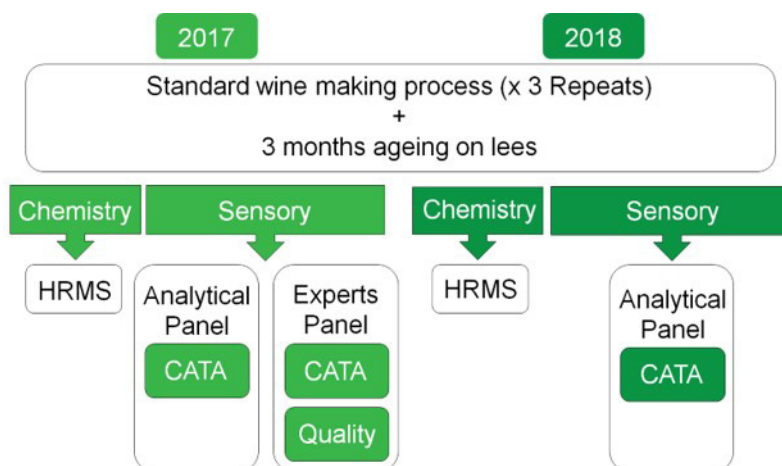 2017
2018
Standard wine making process (x 3 Repeats)
+
3 months ageing on lees
Chemistry
Sensory
Chemistry
Sensory
HRMS
Analytical
Panel
CATA
Experts
Panel
CATA
Quality
HRMS
Analytical
Panel
CATA